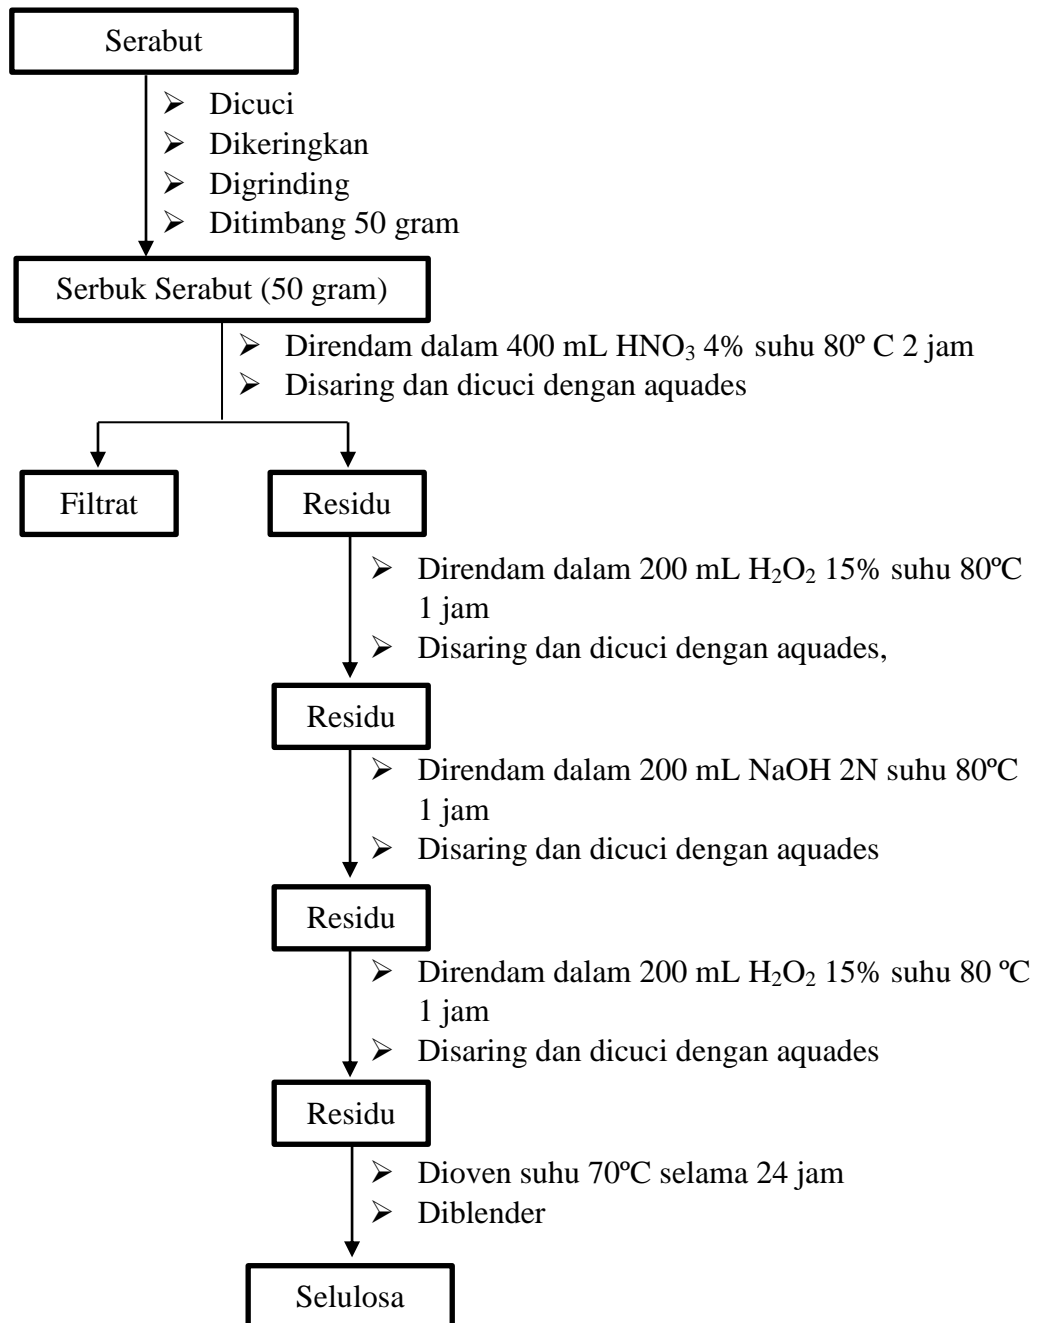 Serabut
➢ Dicuci
➢ Dikeringkan
➢ Digrinding
➢ Ditimbang 50 gram
Serbuk Serabut (50 gram)
➢ Direndam dalam 400 mL HNO₃ 4% suhu 80º C 2 jam
➢ Disaring dan dicuci dengan aquades
Filtrat
Residu
➢ Direndam dalam 200 mL H₂O₂ 15% suhu 80ºC
1 jam
➢ Disaring dan dicuci dengan aquades,
Residu
➢ Direndam dalam 200 mL NaOH 2N suhu 80ºC
1 jam
➢ Disaring dan dicuci dengan aquades
Residu
➢ Direndam dalam 200 mL H₂O₂ 15% suhu 80 ºC
1 jam
➢ Disaring dan dicuci dengan aquades
Residu
➢ Dioven suhu 70ºC selama 24 jam
➢ Diblender
Selulosa